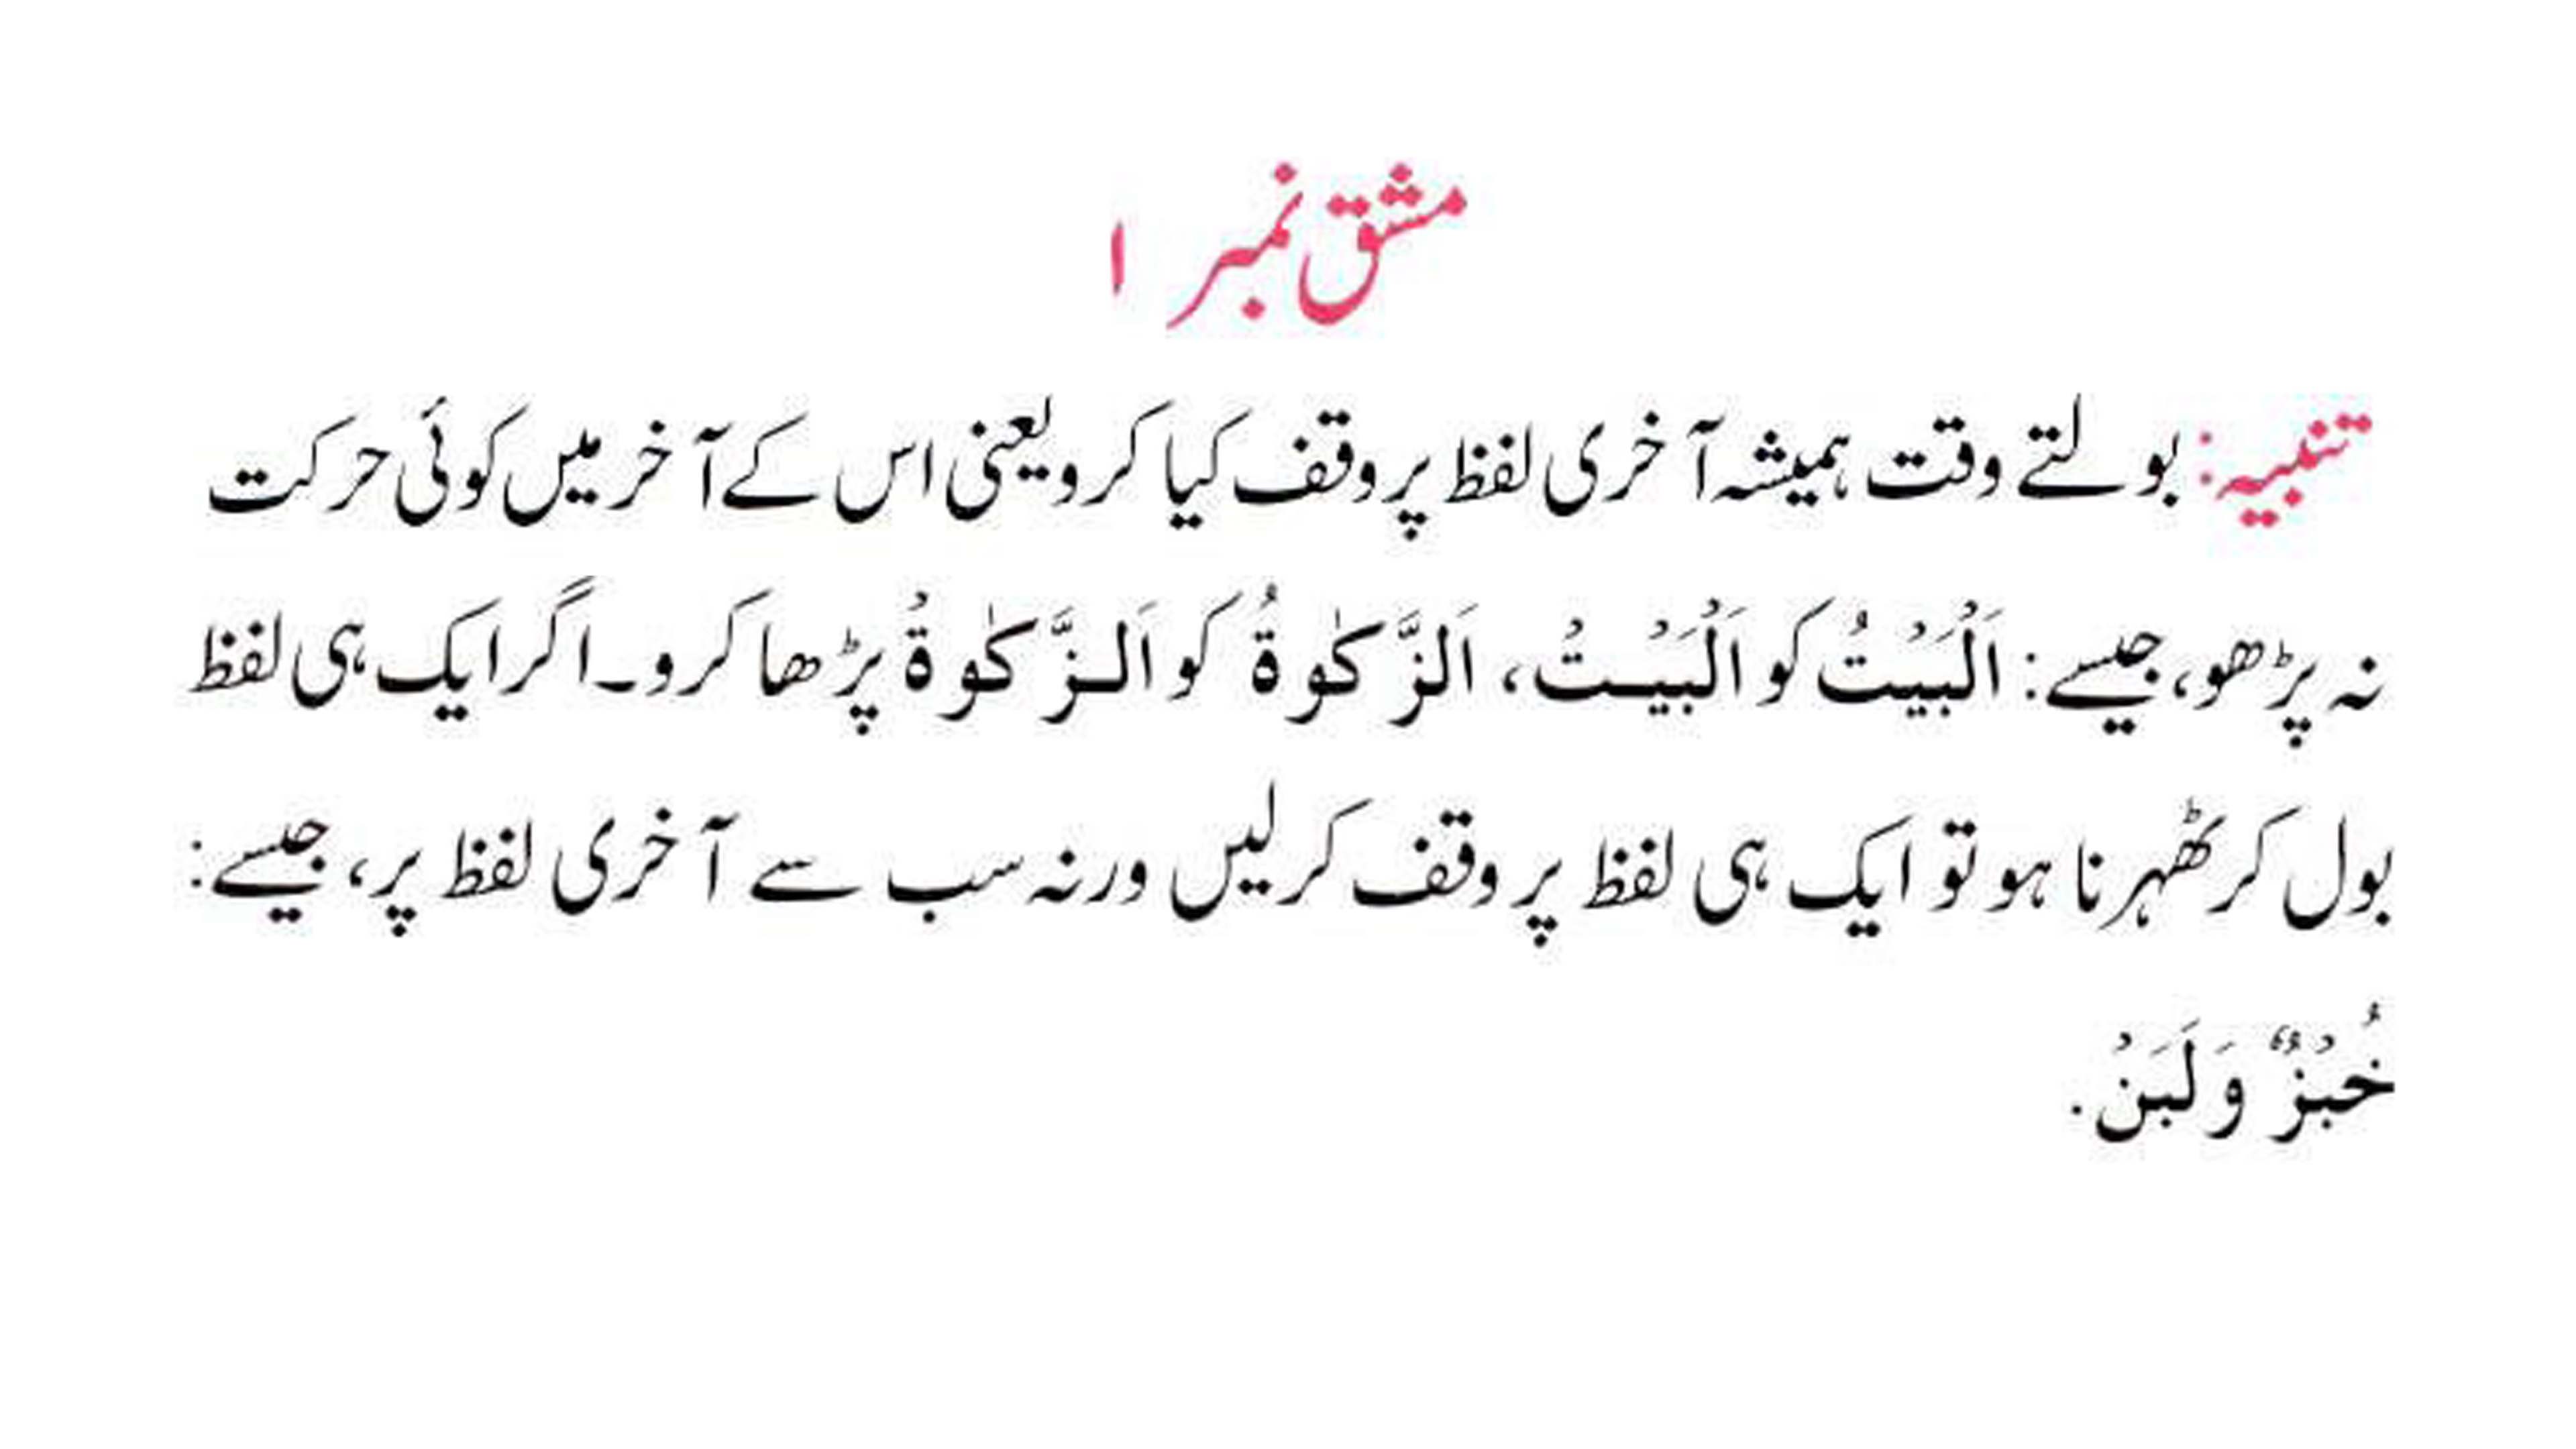 مشق نمبر ۱
تنبیہ: بولتے وقت ہمیشہ آخری لفظ پر وقف کیا کرو یعنی اس کے آخر میں کوئی حرکت
نہ پڑھو، جیسے: اَلْبَيْتُ کو اَلْبَيْتْ، اَلزَّكٰوةُ کو اَلزَّكٰوةْ پڑھا کرو۔ اگر ایک ہی لفظ
بول کر ٹھہرنا ہو تو ایک ہی لفظ پر وقف کرلیں ورنہ سب سے آخری لفظ پر، جیسے:
خُبْزٌ وَلَبَنْ.